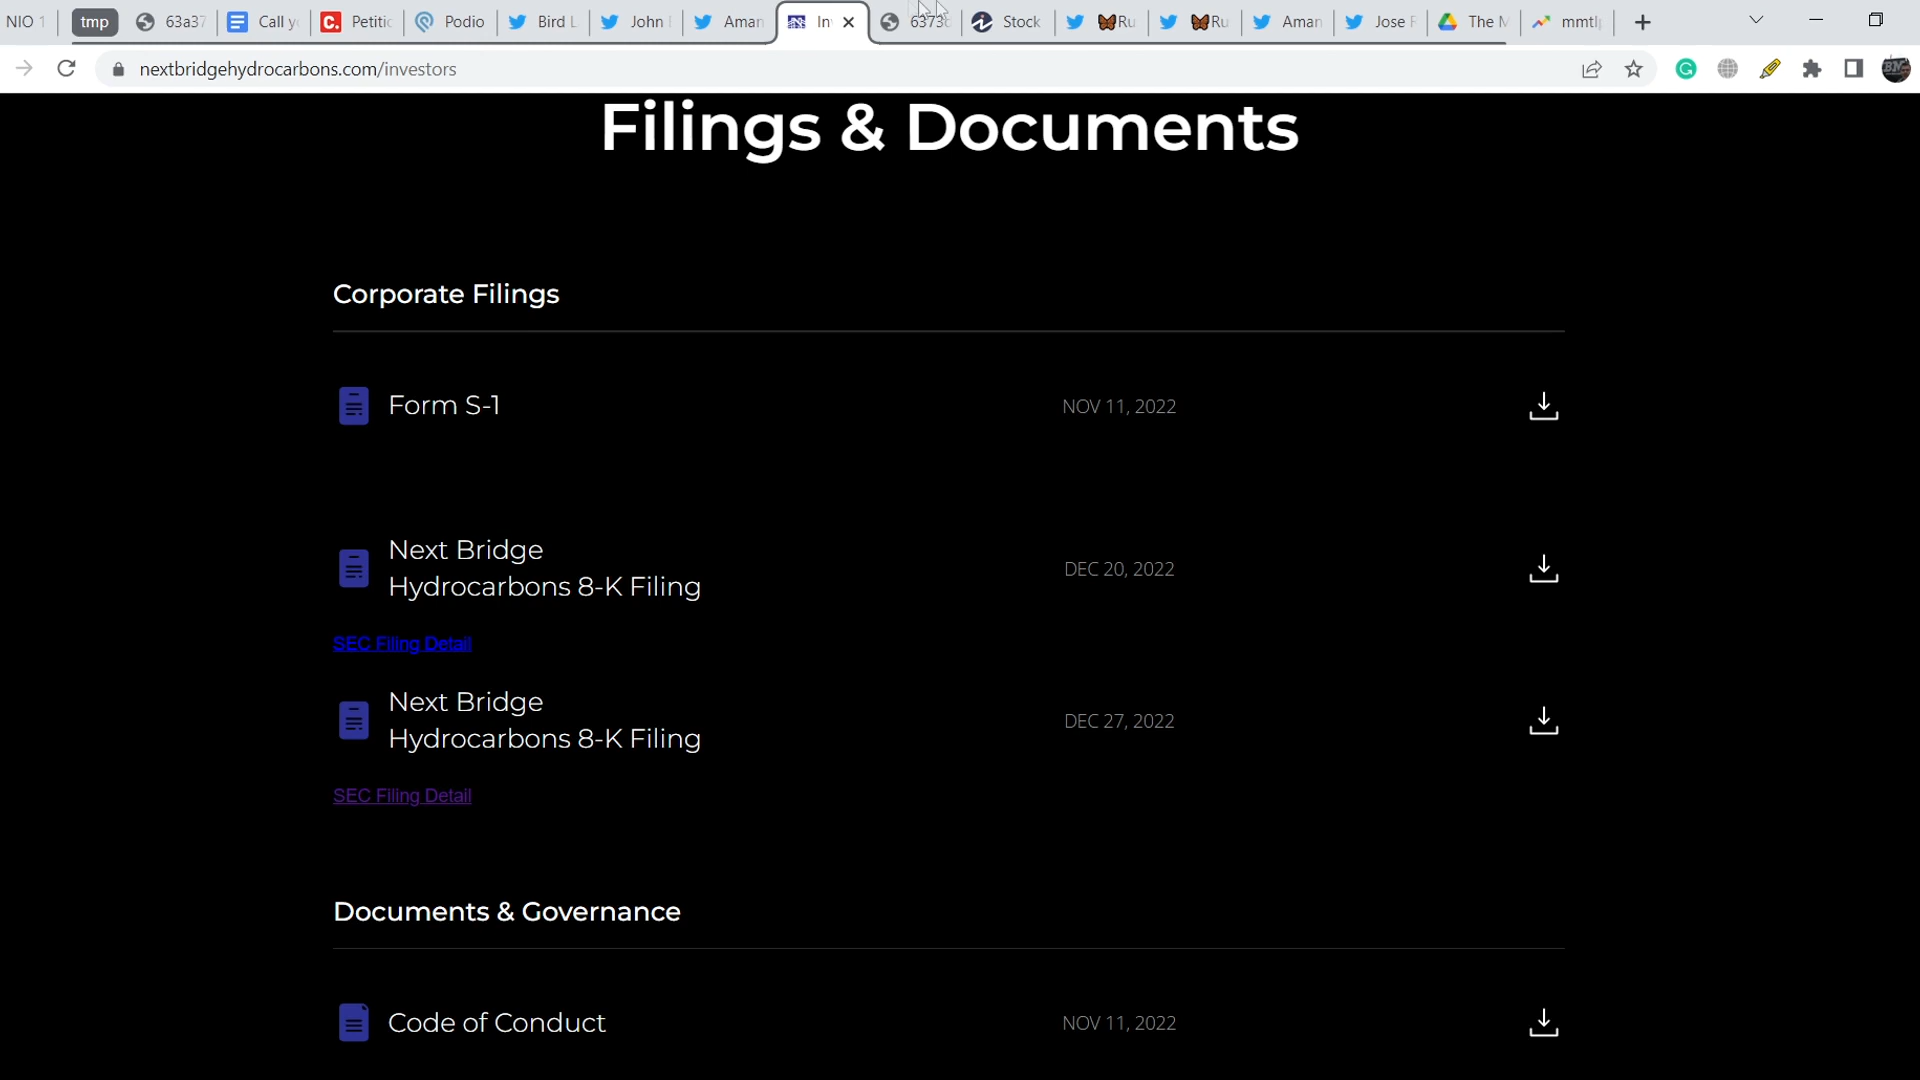 NIO 1 tmp 63a37 Call y Petitio Podio Bird L John Aman In 6373 Stock Ru Ru Aman Jose The M mmtl
nextbridgehydrocarbons.com/investors
Filings & Documents
Corporate Filings
Form S-1 NOV 11, 2022
Next Bridge
Hydrocarbons 8-K Filing DEC 20, 2022
SEC Filing Detail
Next Bridge
Hydrocarbons 8-K Filing DEC 27, 2022
SEC Filing Detail
Documents & Governance
Code of Conduct NOV 11, 2022